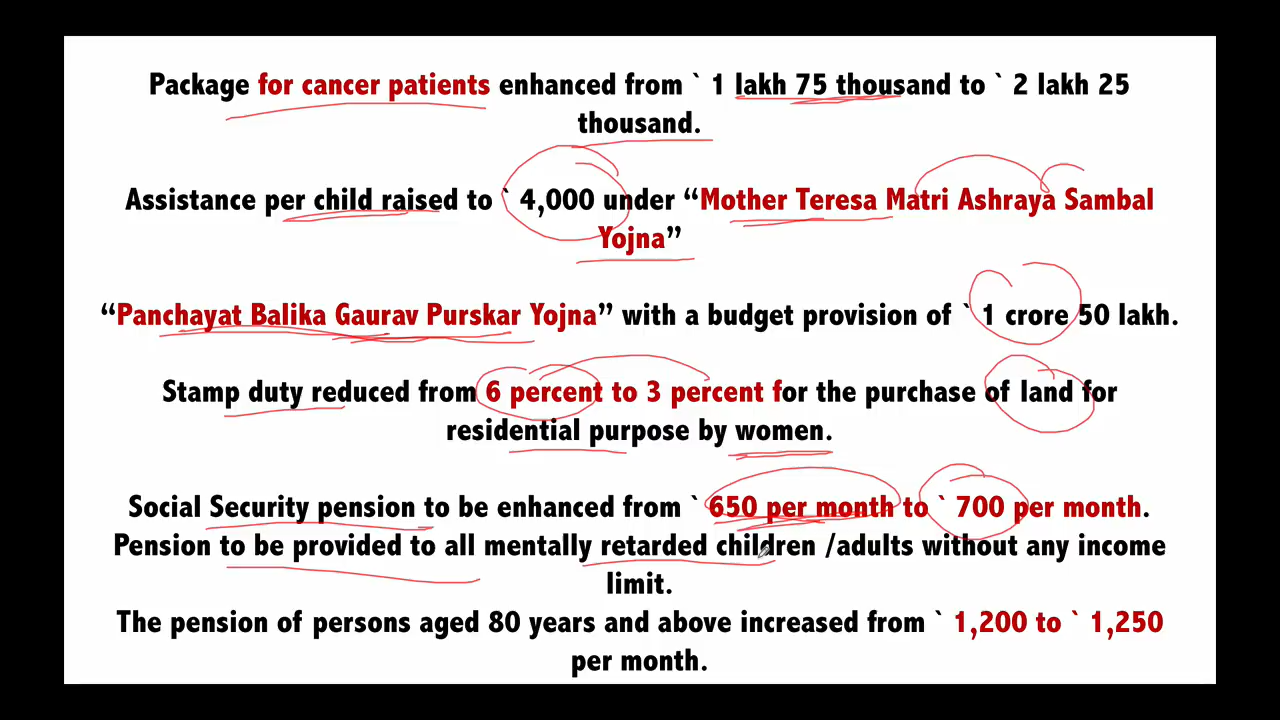 Package for cancer patients enhanced from ` 1 lakh 75 thousand to ` 2 lakh 25
thousand.
Assistance per child raised to ` 4,000 under “Mother Teresa Matri Ashraya Sambal
Yojna”
“Panchayat Balika Gaurav Purskar Yojna” with a budget provision of ` 1 crore 50 lakh.
Stamp duty reduced from 6 percent to 3 percent for the purchase of land for
residential purpose by women.
Social Security pension to be enhanced from ` 650 per month to ` 700 per month.
Pension to be provided to all mentally retarded children /adults without any income
limit.
The pension of persons aged 80 years and above increased from ` 1,200 to ` 1,250
per month.